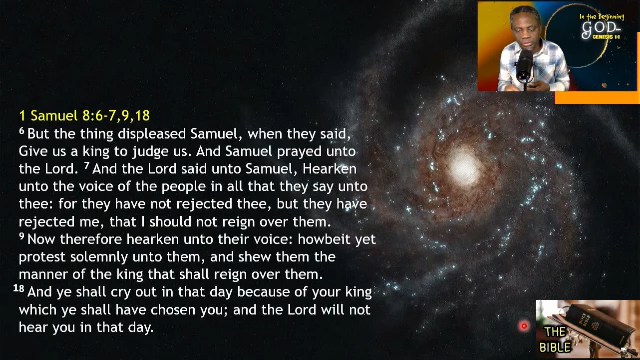 In the Beginning
GOD
GENESIS 1:1
1 Samuel 8:6-7,9,18
6 But the thing displeased Samuel, when they said,
Give us a king to judge us. And Samuel prayed unto
the Lord. 7 And the Lord said unto Samuel, Hearken
unto the voice of the people in all that they say unto
thee: for they have not rejected thee, but they have
rejected me, that I should not reign over them.
9 Now therefore hearken unto their voice: howbeit yet
protest solemnly unto them, and shew them the
manner of the king that shall reign over them.
18 And ye shall cry out in that day because of your king
which ye shall have chosen you; and the Lord will not
hear you in that day.
THE
BIBLE